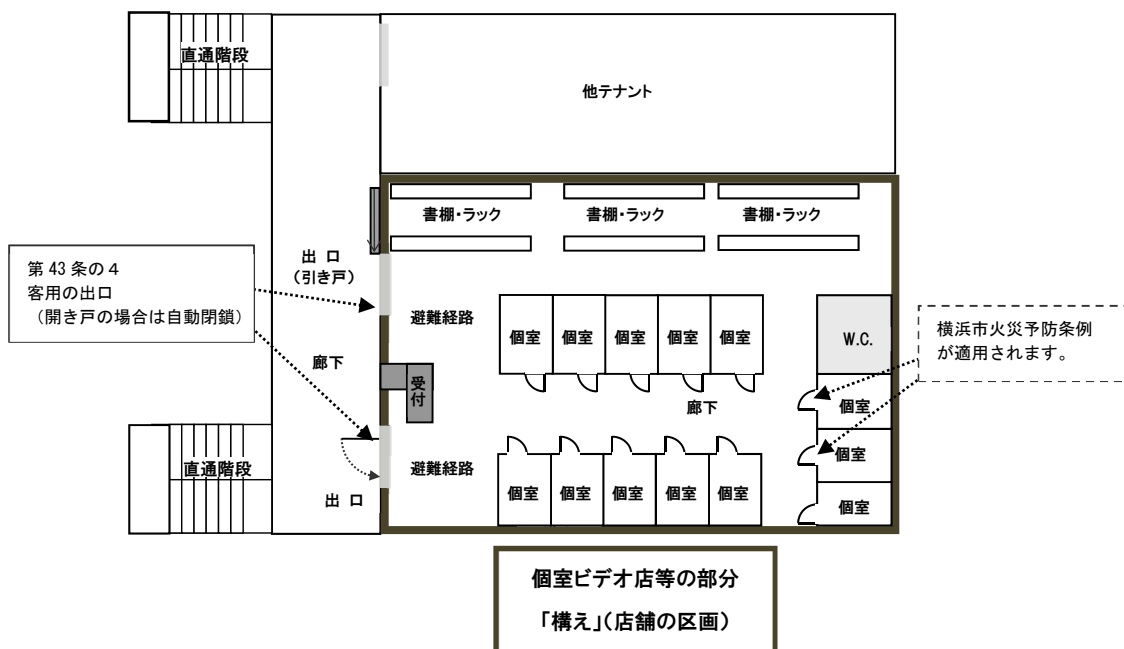 直通階段
他テナント
書棚・ラック
書棚・ラック
書棚・ラック
第 43 条の４
客用の出口
（開き戸の場合は自動閉鎖）
出 口
（引き戸）
避難経路
個室
個室
個室
個室
個室
W.C.
横浜市火災予防条例
が適用されます。
廊下
受付
廊下
個室
個室
個室
直通階段
避難経路
出 口
個室
個室
個室
個室
個室
個室ビデオ店等の部分
「構え」（店舗の区画）